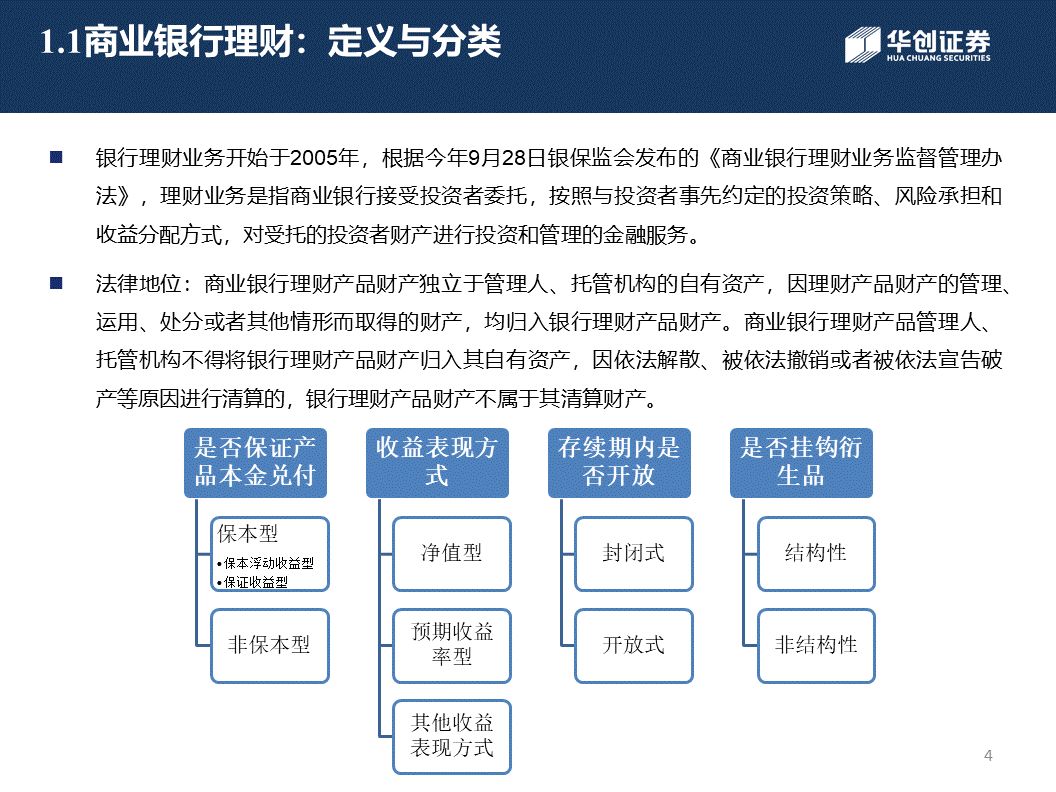 1.1商业银行理财：定义与分类
华创证券
HUA CHUANG SECURITIES
银行理财业务开始于2005年，根据今年9月28日银保监会发布的《商业银行理财业务监督管理办
法》，理财业务是指商业银行接受投资者委托，按照与投资者事先约定的投资策略、风险承担和
收益分配方式，对受托的投资者财产进行投资和管理的金融服务。
法律地位：商业银行理财产品财产独立于管理人、托管机构的自有资产，因理财产品财产的管理、
运用、处分或者其他情形而取得的财产，均归入银行理财产品财产。商业银行理财产品管理人、
托管机构不得将银行理财产品财产归入其自有资产，因依法解散、被依法撤销或者被依法宣告破
产等原因进行清算的，银行理财产品财产不属于其清算财产。
是否保证产
品本金兑付
保本型
•保本浮动收益型
•保证收益型
非保本型
收益表现方
式
净值型
预期收益
率型
其他收益
表现方式
存续期内是
否开放
封闭式
开放式
是否挂钩衍
生品
结构性
非结构性
4